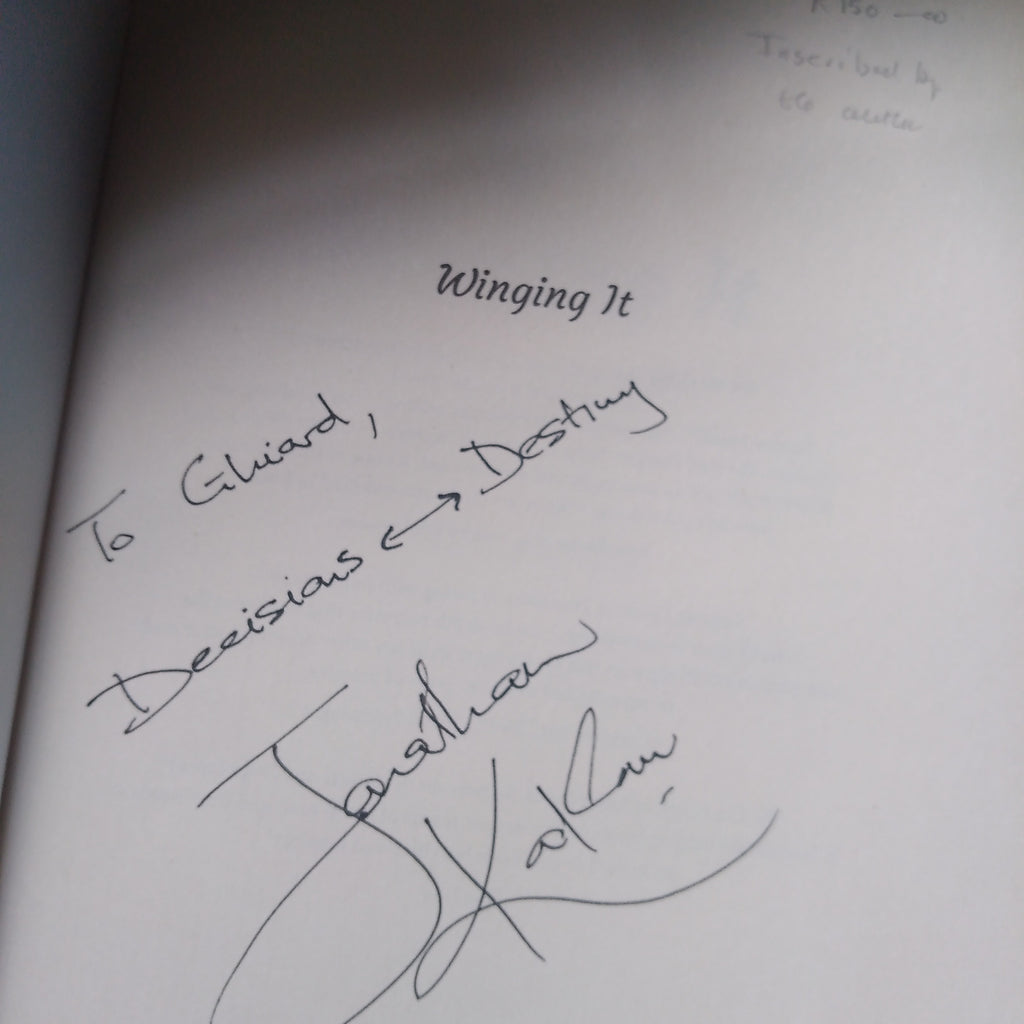 R150 —00
Inscribed by
the author
Winging It
To Ghiard,
Decisions ↔ Destiny
Jonathan
Kaplan